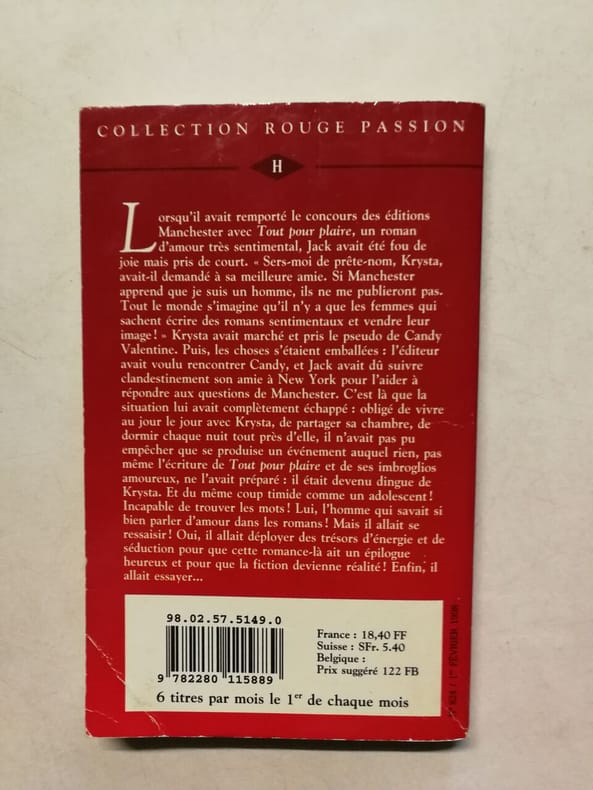 COLLECTION ROUGE PASSION
H
Lorsqu'il avait remporté le concours des éditions
Manchester avec Tout pour plaire, un roman
d'amour très sentimental, Jack avait été fou de
joie mais pris de court. « Sers-moi de prête-nom, Krysta,
avait-il demandé à sa meilleure amie. Si Manchester
apprend que je suis un homme, ils ne me publieront pas.
Tout le monde s'imagine qu'il n'y a que les femmes qui
sachent écrire des romans sentimentaux et vendre leur
image! » Krysta avait marché et pris le pseudo de Candy
Valentine. Puis, les choses s'étaient emballées : l'éditeur
avait voulu rencontrer Candy, et Jack avait dû suivre
clandestinement son amie à New York pour l'aider à
répondre aux questions de Manchester. C'est là que la
situation lui avait complètement échappé : obligé de vivre
au jour le jour avec Krysta, de partager sa chambre, de
dormir chaque nuit tout près d'elle, il n'avait pas pu
empêcher que se produise un événement auquel rien, pas
même l'écriture de Tout pour plaire et de ses imbroglios
amoureux, ne l'avait préparé : il était devenu dingue de
Krysta. Et du même coup timide comme un adolescent!
Incapable de trouver les mots! Lui, l'homme qui savait si
bien parler d'amour dans les romans! Mais il allait se
ressaisir! Oui, il allait déployer des trésors d'énergie et de
séduction pour que cette romance-là ait un épilogue
heureux et pour que la fiction devienne réalité! Enfin, il
allait essayer...
98.02.57.5149.0
9 782280 115889
France : 18,40 FF
Suisse : SFr. 5.40
Belgique :
Prix suggéré 122 FB
6 titres par mois le 1er de chaque mois
N° 824 / 1er FÉVRIER 1998